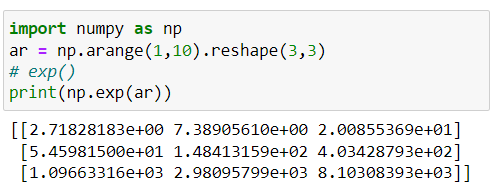 import numpy as np
ar = np.arange(1,10).reshape(3,3)
# exp()
print(np.exp(ar))
[[2.71828183e+00 7.38905610e+00 2.00855369e+01]
 [5.45981500e+01 1.48413159e+02 4.03428793e+02]
 [1.09663316e+03 2.98095799e+03 8.10308393e+03]]